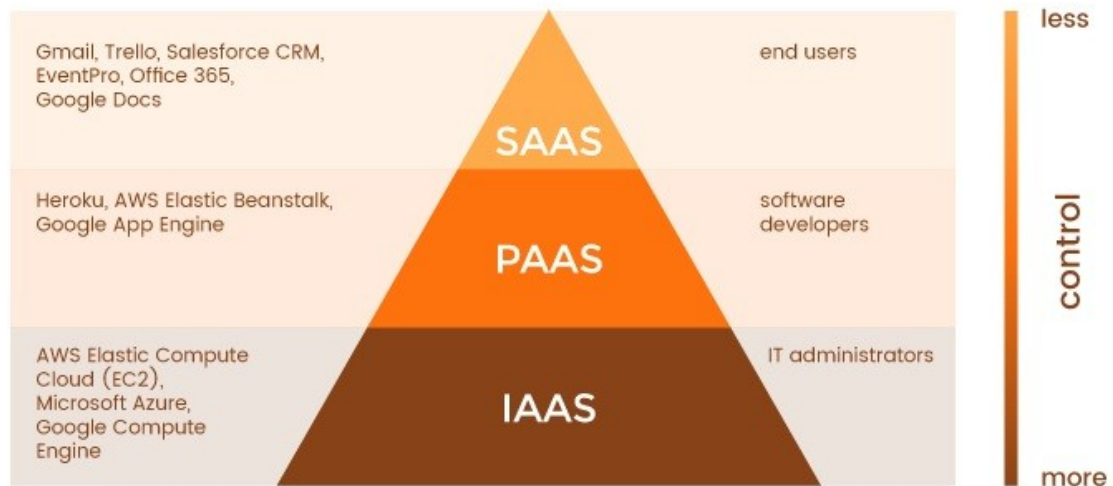 Gmail, Trello, Salesforce CRM,
EventPro, Office 365,
Google Docs
SAAS
end users
Heroku, AWS Elastic Beanstalk,
Google App Engine
PAAS
software
developers
AWS Elastic Compute
Cloud (EC2),
Microsoft Azure,
Google Compute
Engine
IAAS
IT administrators
less
control
more